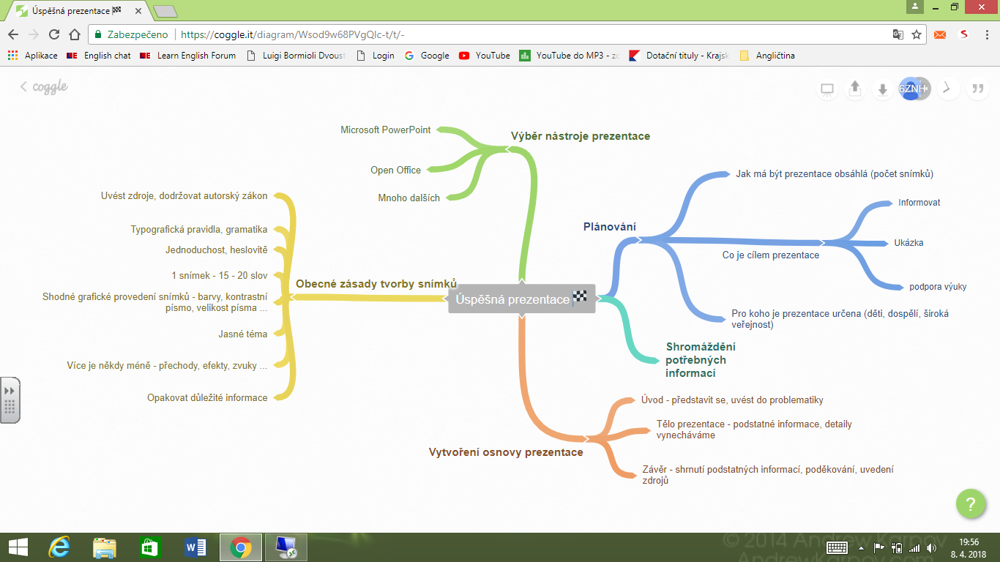 Úspěšná prezentace
Zabezpečeno
https://coggle.it/diagram/Wsod9w68PVgQIc-t/t/-
Aplikace
English chat
Learn English Forum
Luigi Bormioli Dvoust
Login
Google
YouTube
YouTube do MP3 - zd
Dotační tituly - Krajsk
Angličtina
coggle
6ZNH+
Výběr nástroje prezentace
Microsoft PowerPoint
Open Office
Mnoho dalších
Plánování
Jak má být prezentace obsáhlá (počet snímků)
Co je cílem prezentace
Informovat
Ukázka
podpora výuky
Pro koho je prezentace určena (děti, dospělí, široká
veřejnost)
Obecné zásady tvorby snímků
Uvést zdroje, dodržovat autorský zákon
Typografická pravidla, gramatika
Jednoduchost, heslovitě
1 snímek - 15 - 20 slov
Shodné grafické provedení snímků - barvy, kontrastní
písmo, velikost písma ...
Jasné téma
Více je někdy méně - přechody, efekty, zvuky ...
Opakovat důležité informace
Úspěšná prezentace
Shromáždění
potřebných
informací
Vytvoření osnovy prezentace
Úvod - představit se, uvést do problematiky
Tělo prezentace - podstatné informace, detaily
vynecháváme
Závěr - shrnutí podstatných informací, poděkování, uvedení
zdrojů
?
© 2014 Andrew Karpov
AndrewKarpov.com
19:56
8. 4. 2018